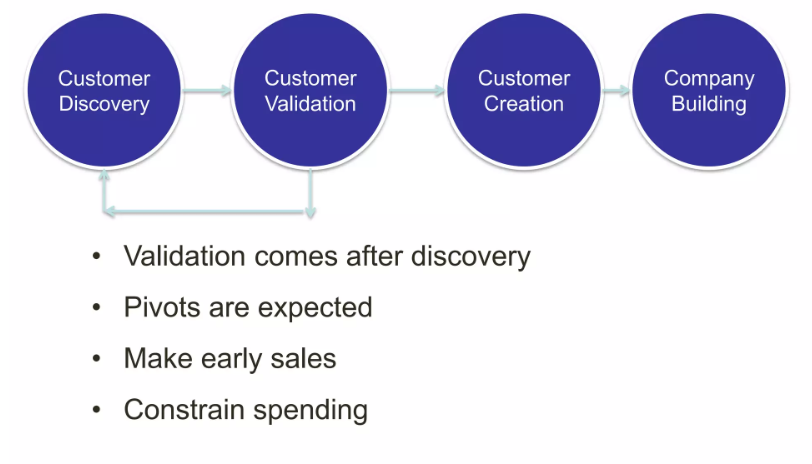 Customer
Discovery
Customer
Validation
Customer
Creation
Company
Building
• Validation comes after discovery
• Pivots are expected
• Make early sales
• Constrain spending